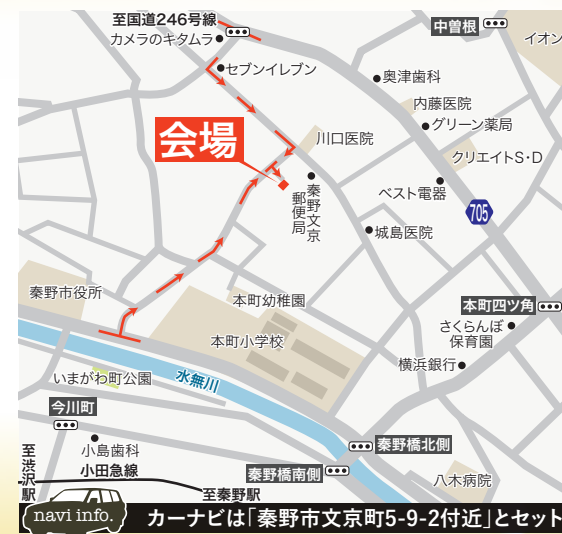 至国道246号線
カメラのキタムラ
中曽根
イオン
セブンイレブン
奥津歯科
内藤医院
グリーン薬局
川口医院
クリエイトS・D
会場
ベスト電器
秦野文京
郵便局
705
城島医院
秦野市役所
本町幼稚園
本町四ツ角
さくらんぼ
保育園
本町小学校
横浜銀行
いまがわ町公園
水無川
今川町
小島歯科
秦野橋北側
至渋沢駅
小田急線
秦野橋南側
八木病院
至秦野駅
navi info.
カーナビは「秦野市文京町5-9-2付近」とセット